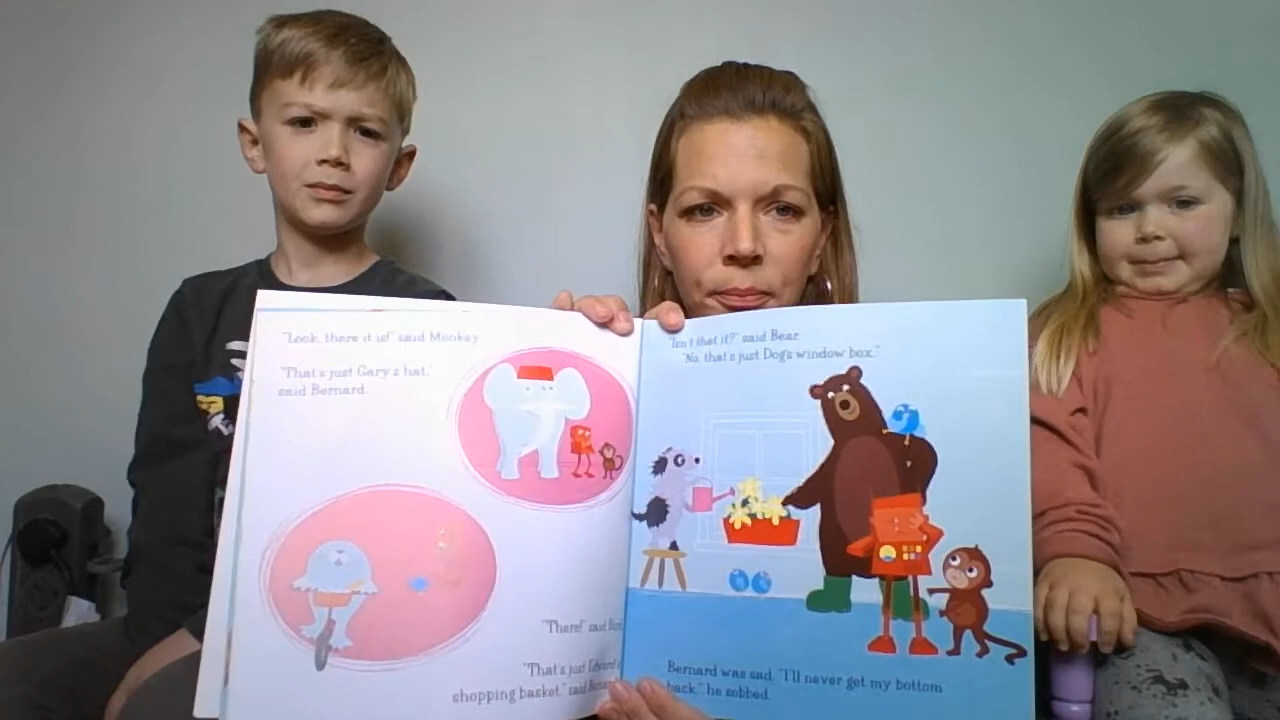 "Look, there it is!" said Monkey.
"That's just Gary's hat,"
said Bernard.
"There!" said
"That's just Edward's
shopping basket," said
"Isn't that it?" said Bear.
"No, that's just Dog's window box."
Bernard was sad. "I'll never get my bottom
back," he sobbed.